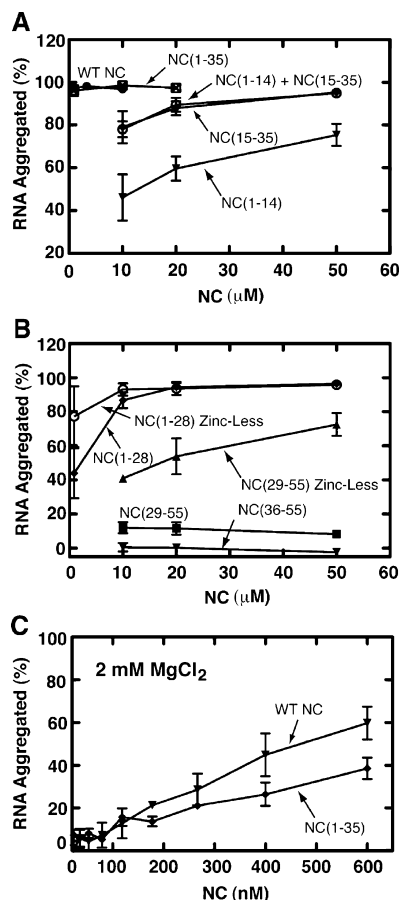 A
120
100
80
60
40
20
RNA Aggregated (%)
WT NC
NC(1-35)
NC(1-14) + NC(15-35)
NC(15-35)
NC(1-14)
0 10 20 30 40 50 60
NC (μM)
B
120
100
80
60
40
20
0
RNA Aggregated (%)
NC(1-28) Zinc-Less
NC(1-28)
NC(29-55) Zinc-Less
NC(29-55)
NC(36-55)
0 10 20 30 40 50 60
NC (μM)
C
100
80
60
40
20
0
RNA Aggregated (%)
2 mM MgCl2
WT NC
NC(1-35)
0 100 200 300 400 500 600
NC (nM)